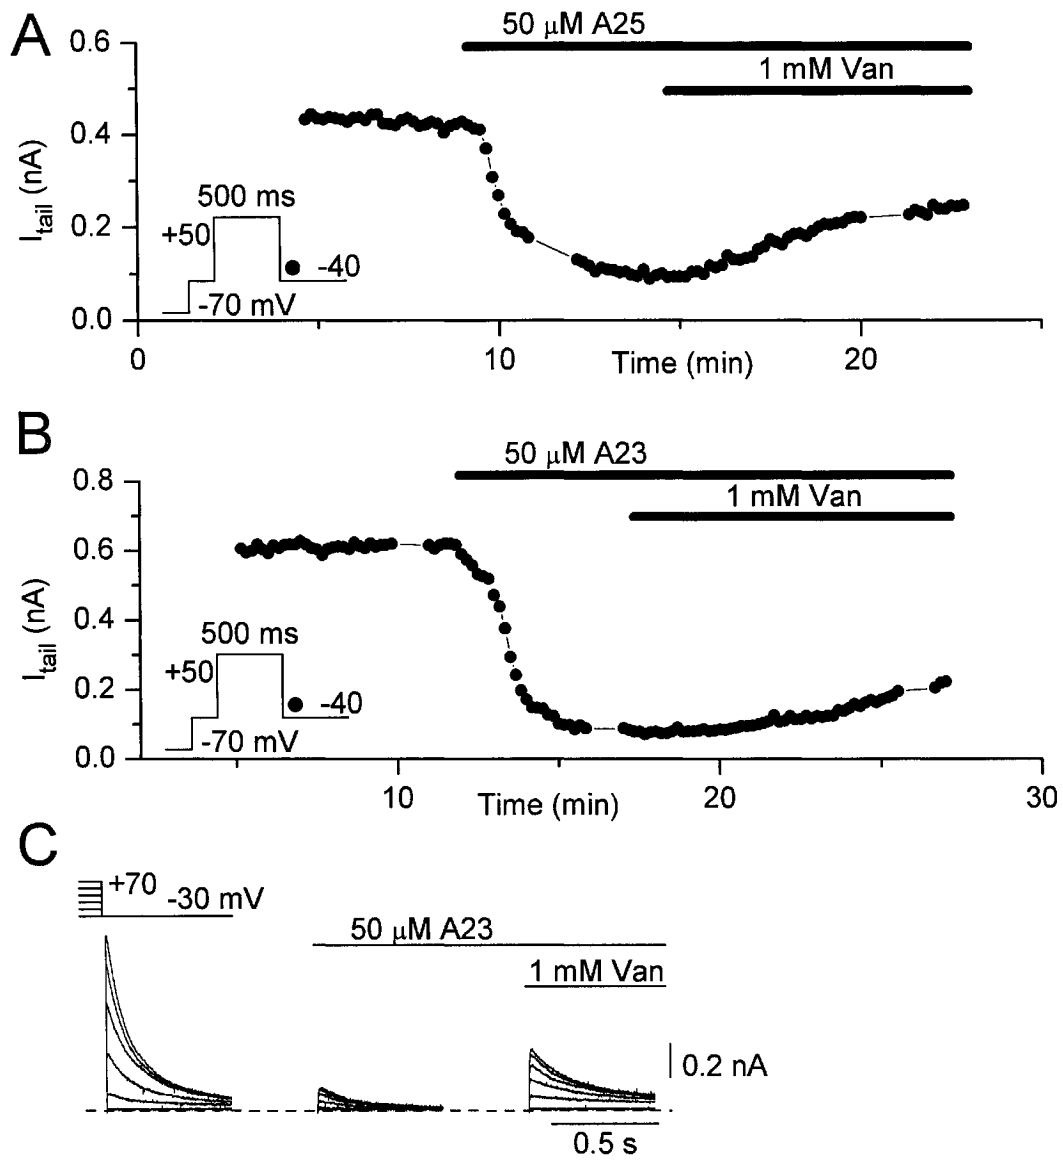 A
50 μM A25
1 mM Van
0.6
0.4
0.2
0.0
I_tail (nA)
500 ms
+50
-40
-70 mV
0
10
20
Time (min)
B
50 μM A23
1 mM Van
0.8
0.6
0.4
0.2
0.0
I_tail (nA)
500 ms
+50
-40
-70 mV
10
20
30
Time (min)
C
+70
-30 mV
50 μM A23
1 mM Van
0.2 nA
0.5 s